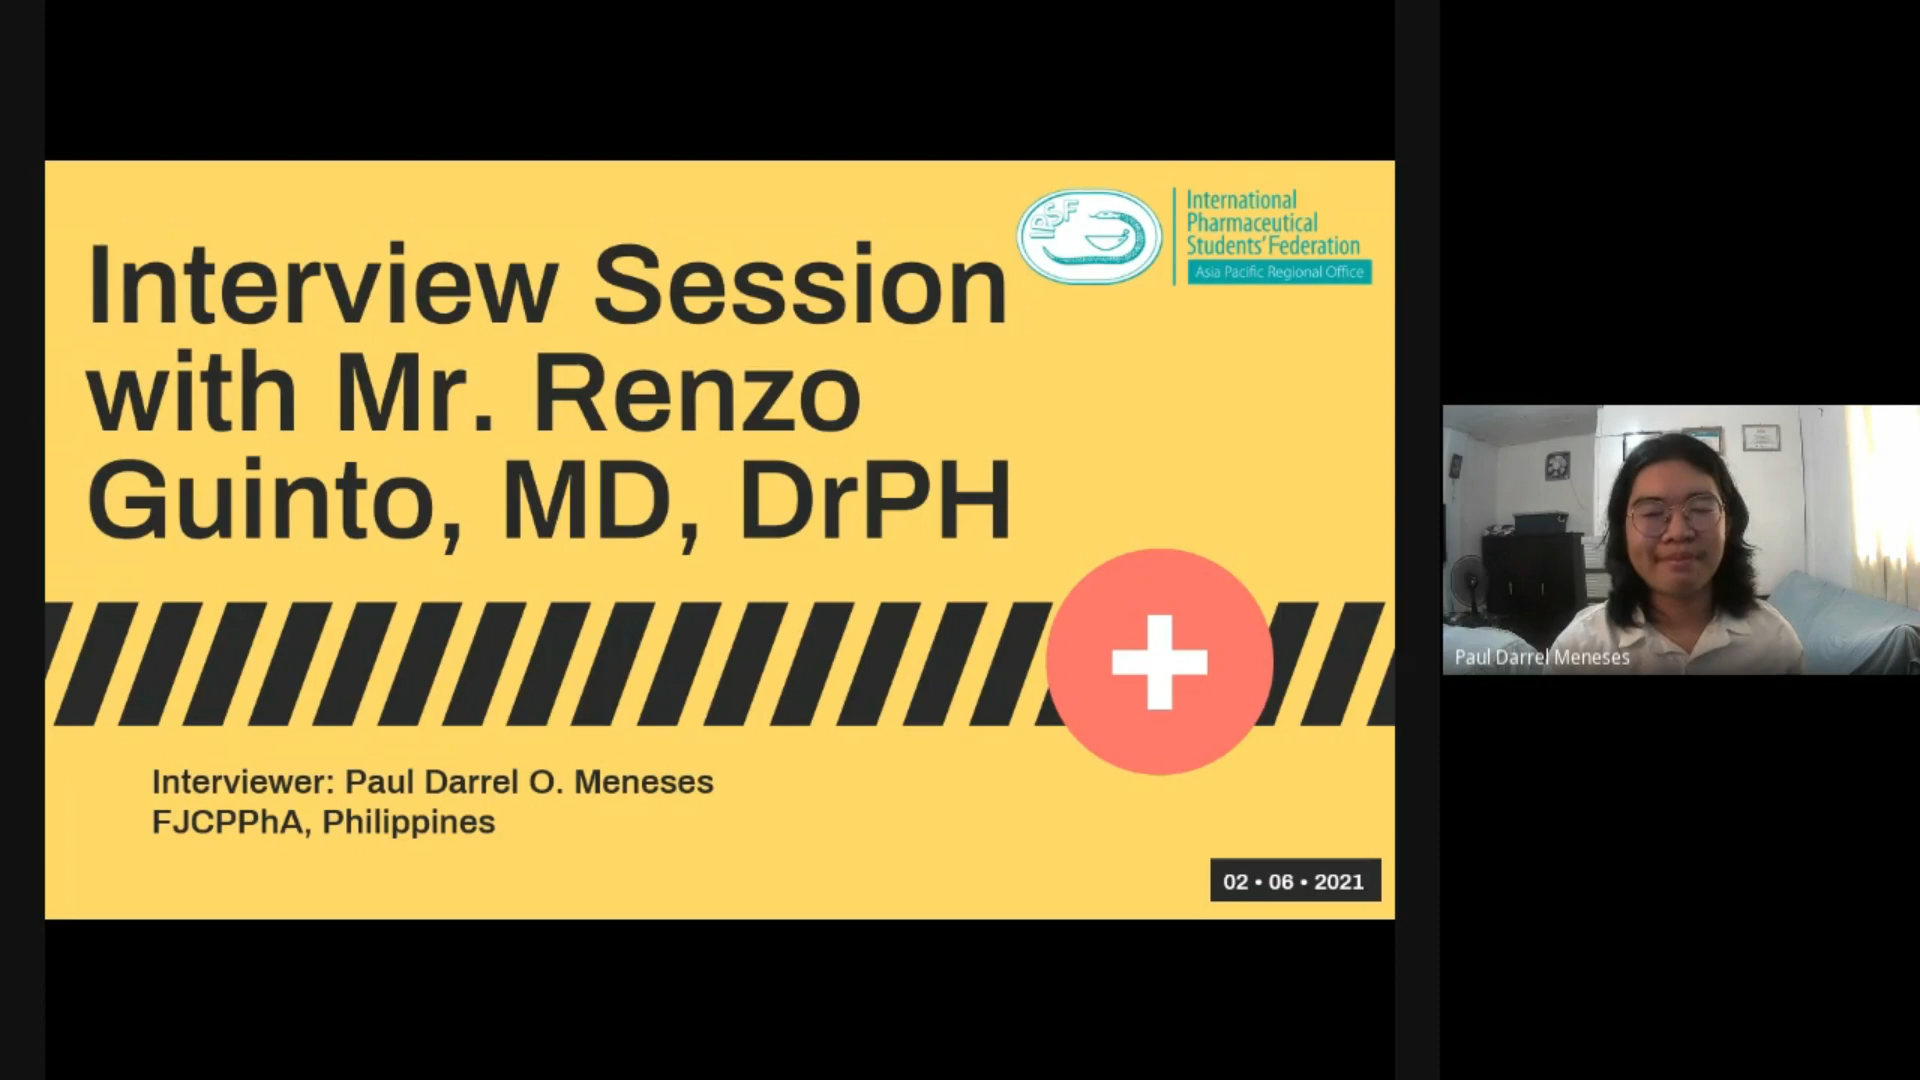 Interview Session
with Mr. Renzo
Guinto, MD, DrPH
IPSF
International
Pharmaceutical
Students' Federation
Asia Pacific Regional Office
Interviewer: Paul Darrel O. Meneses
FJCPPhA, Philippines
02 • 06 • 2021
Paul Darrel Meneses